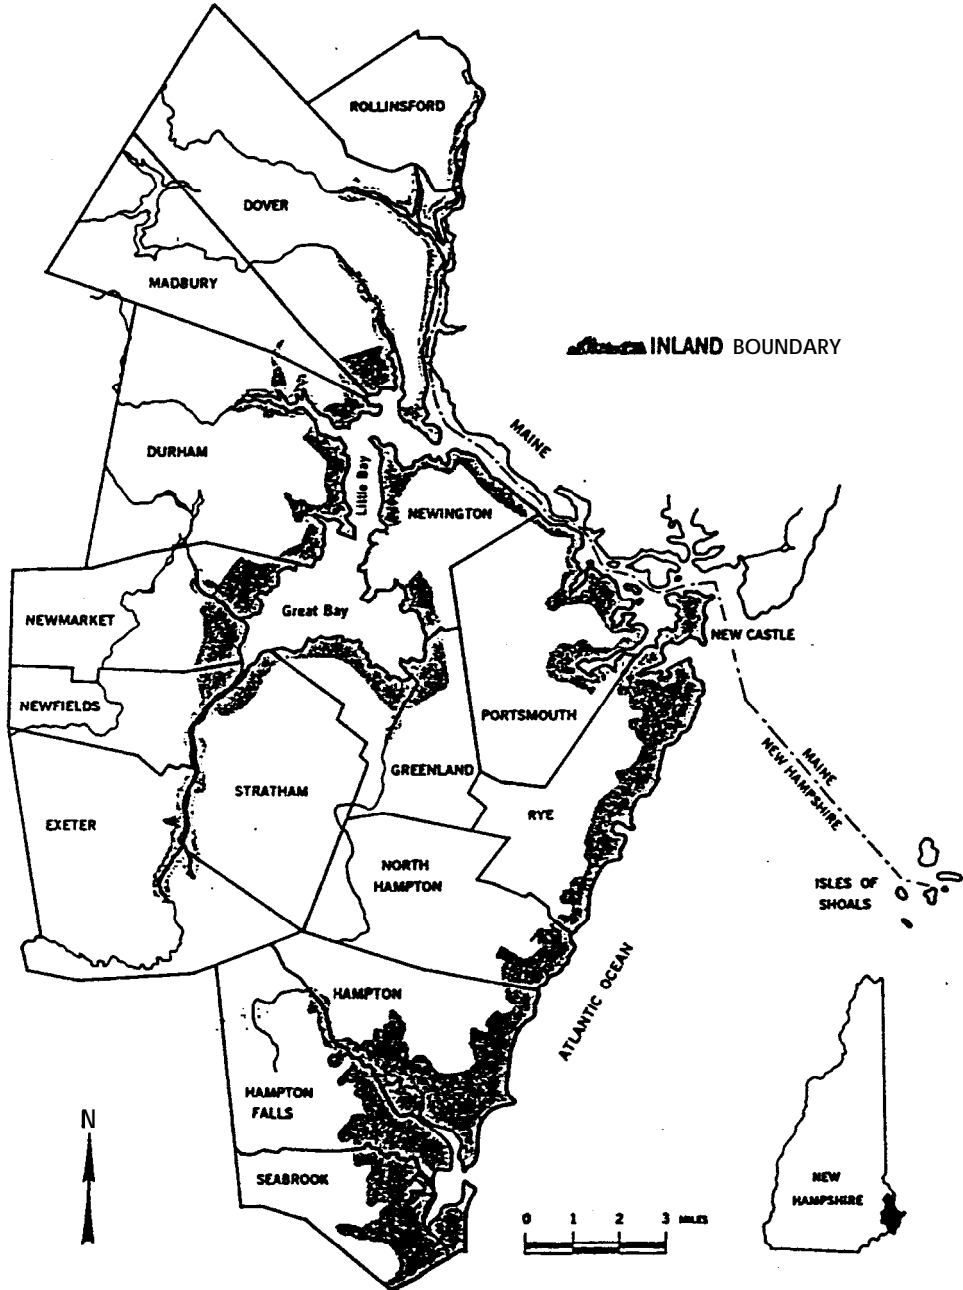 ROLLINSFORD
DOVER
MADBURY
INLAND BOUNDARY
MAINE
DURHAM
Little Bay
NEWINGTON
Great Bay
NEWMARKET
NEW CASTLE
NEWFIELDS
PORTSMOUTH
MAINE
NEW HAMPSHIRE
GREENLAND
STRATHAM
RYE
EXETER
NORTH
HAMPTON
ISLES OF
SHOALS
ATLANTIC OCEAN
HAMPTON
HAMPTON
FALLS
N
SEABROOK
NEW
HAMPSHIRE
0 1 2 3 MILES